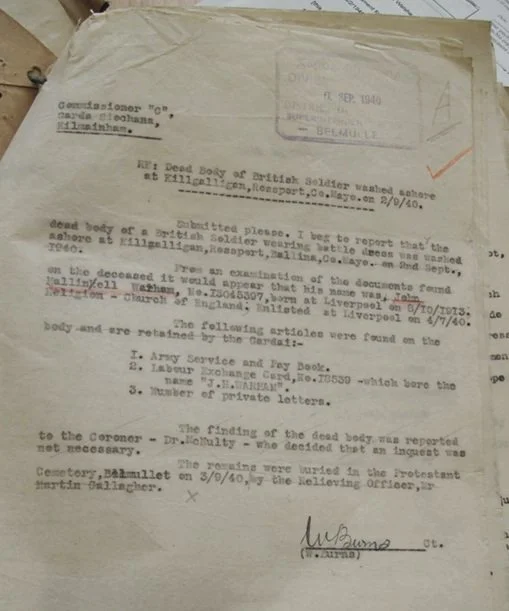 6 SEP. 1940
DISTRICT
SUPERINTENDENT
BELMULLET
Commissioner "C",
Garda Siochana,
Kilmainham.
RE: Dead Body of British Soldier washed ashore
at Killgalligan,Rossport,Co.Mayo.on 2/9/40.
Submitted please. I beg to report that the
dead body of a British Soldier wearing battle dress was washed
ashore at Killgalligan,Rossport,Ballina,Co.Mayo. on 2nd Sept.,
1940.
From an examination of the documents found
on the deceased it would appear that his name was, John
Warham, No.I3045397,born at Liverpool on 5/10/1913.
Religion - Church of England. Enlisted at Liverpool on 4/7/40.
The following articles were found on the
body and are retained by the Gardai:-
I. Army Service and Pay Book.
2. Labour Exchange Card,No.I8539 -which bore the
name "J.H.WARHAM".
3. Number of private letters.
The finding of the dead body was reported
to the Coroner - Dr.McNulty - who decided that an inquest was
not necessary.
The remains were buried in the Protestant
Cemetery,Belmullet on 3/9/40,by the Relieving Officer,Mr
Martin Gallagher.
W Burns Ct.
(W.Burns)